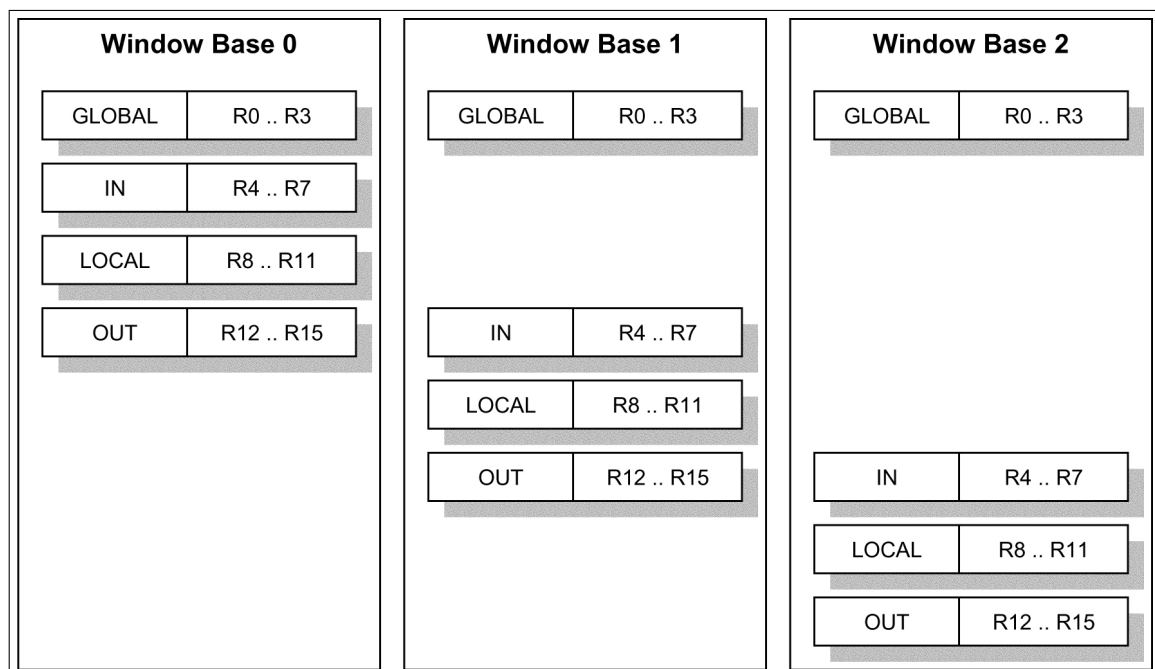 Window Base 0
GLOBAL R0 .. R3
IN R4 .. R7
LOCAL R8 .. R11
OUT R12 .. R15
Window Base 1
GLOBAL R0 .. R3
IN R4 .. R7
LOCAL R8 .. R11
OUT R12 .. R15
Window Base 2
GLOBAL R0 .. R3
IN R4 .. R7
LOCAL R8 .. R11
OUT R12 .. R15